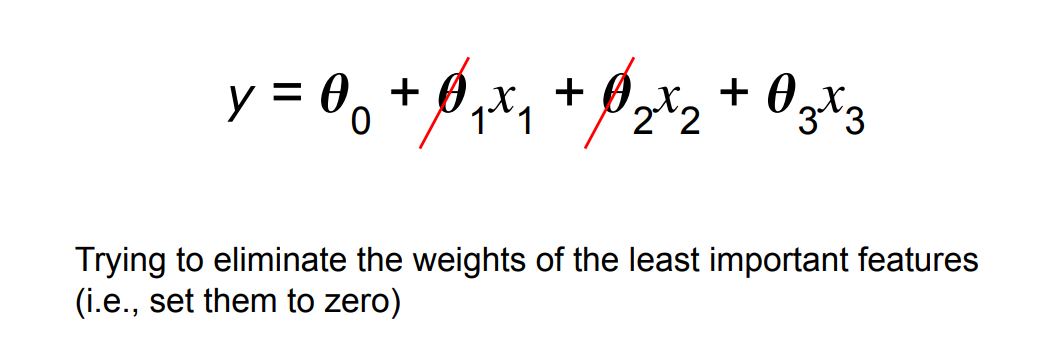 y = θ₀ + θ₁x₁ + θ₂x₂ + θ₃x₃
Trying to eliminate the weights of the least important features
(i.e., set them to zero)